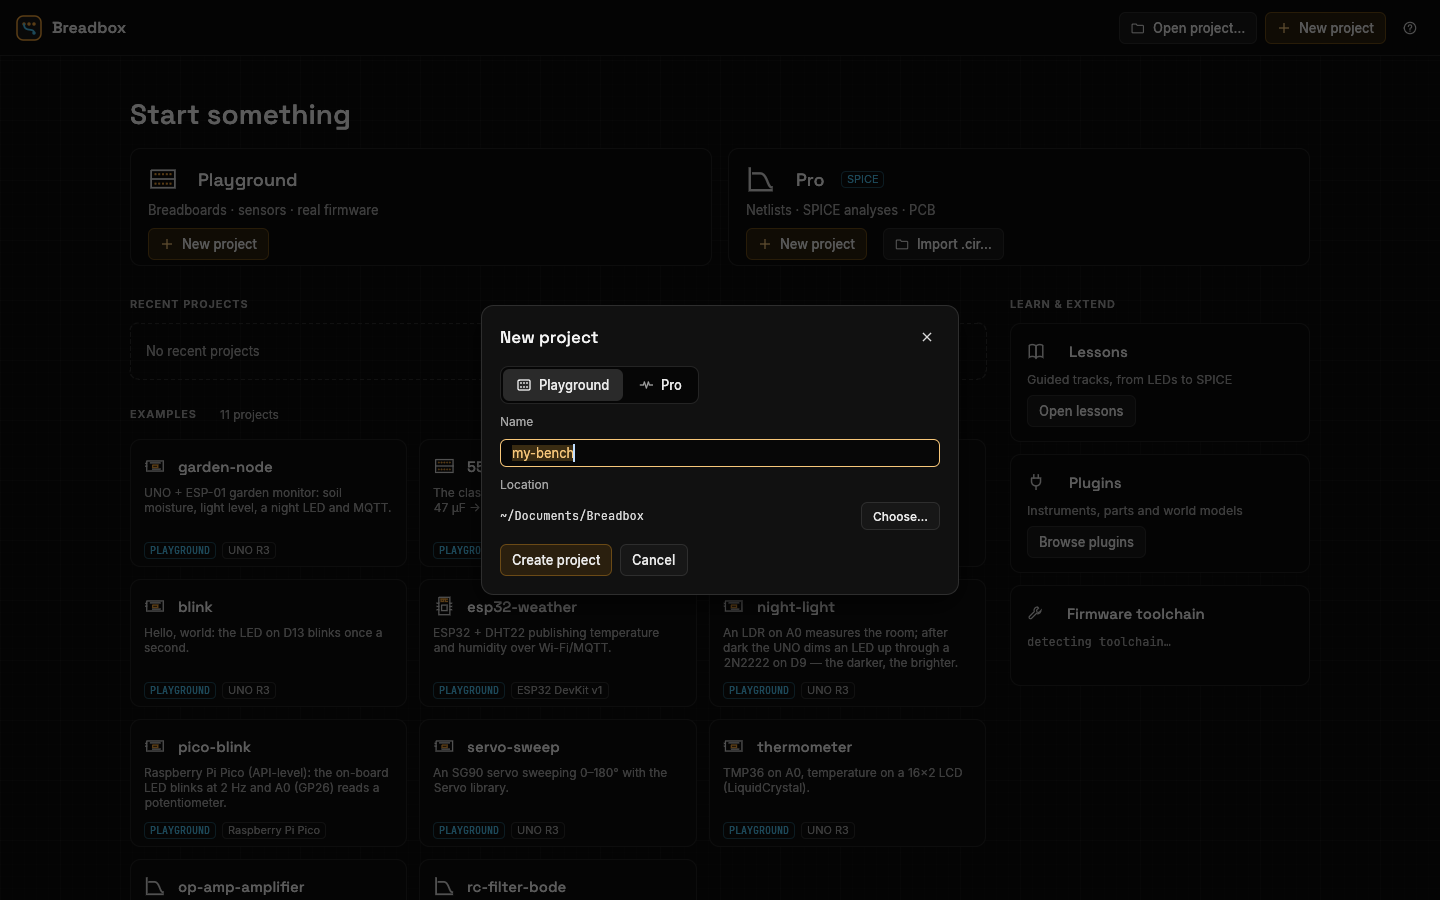 Breadbox
Open project...
New project
Start something
Playground
Breadboards · sensors · real firmware
New project
Pro
SPICE
Netlists · SPICE analyses · PCB
New project
Import .cir...
RECENT PROJECTS
No recent projects
EXAMPLES
11 projects
LEARN & EXTEND
Lessons
Guided tracks, from LEDs to SPICE
Open lessons
Plugins
Instruments, parts and world models
Browse plugins
Firmware toolchain
detecting toolchain…
New project
Playground
Pro
Name
my-bench
Location
~/Documents/Breadbox
Choose...
Create project
Cancel
garden-node
UNO + ESP-01 garden monitor: soil
moisture, light level, a night LED and MQTT.
PLAYGROUND
UNO R3
The clas
47 µF →
blink
Hello, world: the LED on D13 blinks once a
second.
PLAYGROUND
UNO R3
esp32-weather
ESP32 + DHT22 publishing temperature
and humidity over Wi-Fi/MQTT.
PLAYGROUND
ESP32 DevKit v1
night-light
An LDR on A0 measures the room; after
dark the UNO dims an LED up through a
2N2222 on D9 — the darker, the brighter.
PLAYGROUND
UNO R3
pico-blink
Raspberry Pi Pico (API-level): the on-board
LED blinks at 2 Hz and A0 (GP26) reads a
potentiometer.
PLAYGROUND
Raspberry Pi Pico
servo-sweep
An SG90 servo sweeping 0–180° with the
Servo library.
PLAYGROUND
UNO R3
thermometer
TMP36 on A0, temperature on a 16×2 LCD
(LiquidCrystal).
PLAYGROUND
UNO R3
op-amp-amplifier
rc-filter-bode